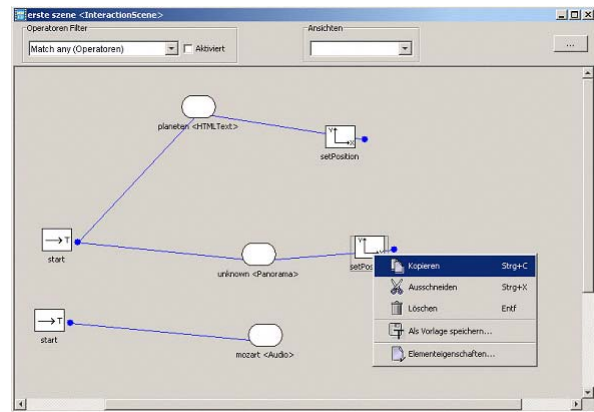 erste szene <InteractionScene>
Operatoren Filter
Ansichten
Match any (Operatoren)
Aktiviert
...
planeten <HTMLText>
Y
X
setPosition
T
start
unknown <Panorama>
Y
X
setPos
Kopieren Strg+C
Ausschneiden Strg+X
Löschen Entf
Als Vorlage speichern...
Elementeigenschaften...
T
start
mozart <Audio>